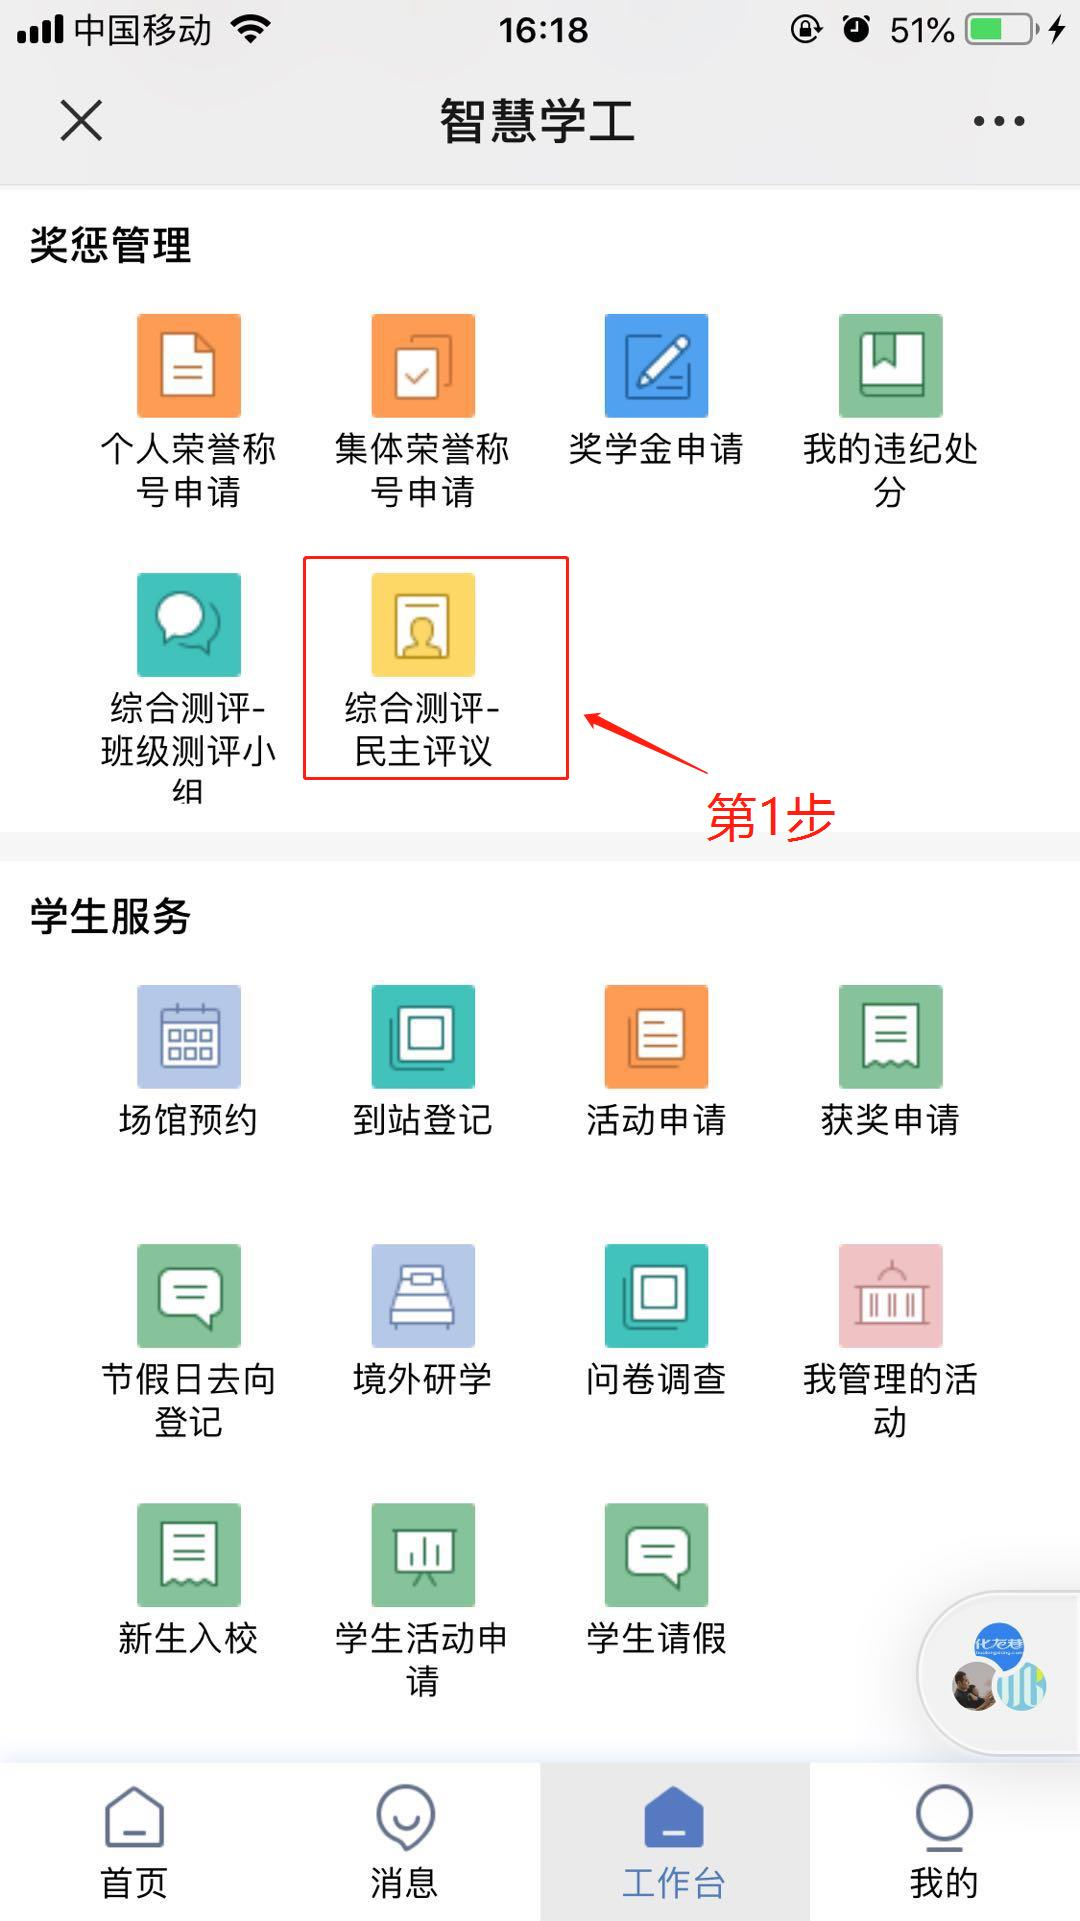 中国移动 16:18 51%
智慧学工
奖惩管理
个人荣誉称
号申请
集体荣誉称
号申请
奖学金申请
我的违纪处
分
综合测评-
班级测评小
组
综合测评-
民主评议
第1步
学生服务
场馆预约
到站登记
活动申请
获奖申请
节假日去向
登记
境外研学
问卷调查
我管理的活
动
新生入校
学生活动申
请
学生请假
化龙巷
首页
消息
工作台
我的